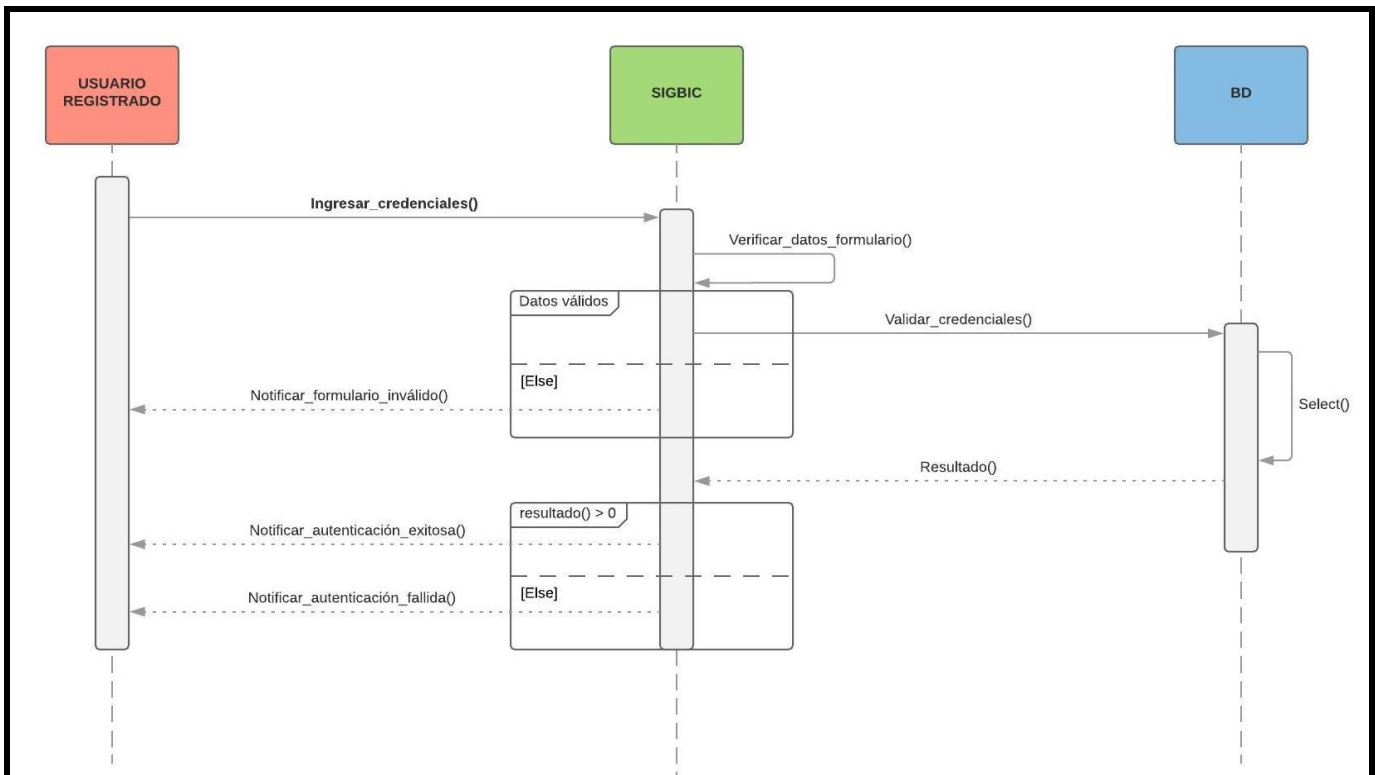 USUARIO
REGISTRADO
SIGBIC
BD
Ingresar_credenciales()
Verificar_datos_formulario()
Datos válidos
Validar_credenciales()
[Else]
Notificar_formulario_inválido()
Select()
Resultado()
resultado() > 0
Notificar_autenticación_exitosa()
[Else]
Notificar_autenticación_fallida()